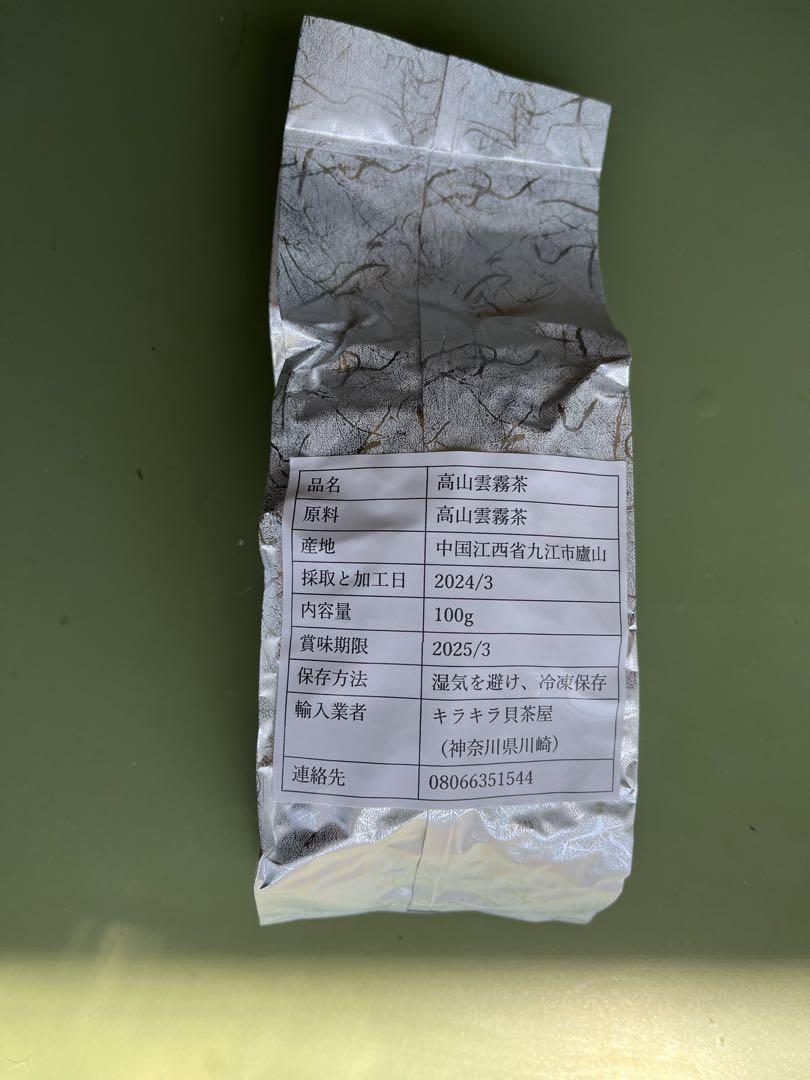 品名 高山雲霧茶
原料 高山雲霧茶
産地 中国江西省九江市廬山
採取と加工日 2024/3
内容量 100g
賞味期限 2025/3
保存方法 湿気を避け、冷凍保存
輸入業者 キラキラ貝茶屋
（神奈川県川崎）
連絡先 08066351544